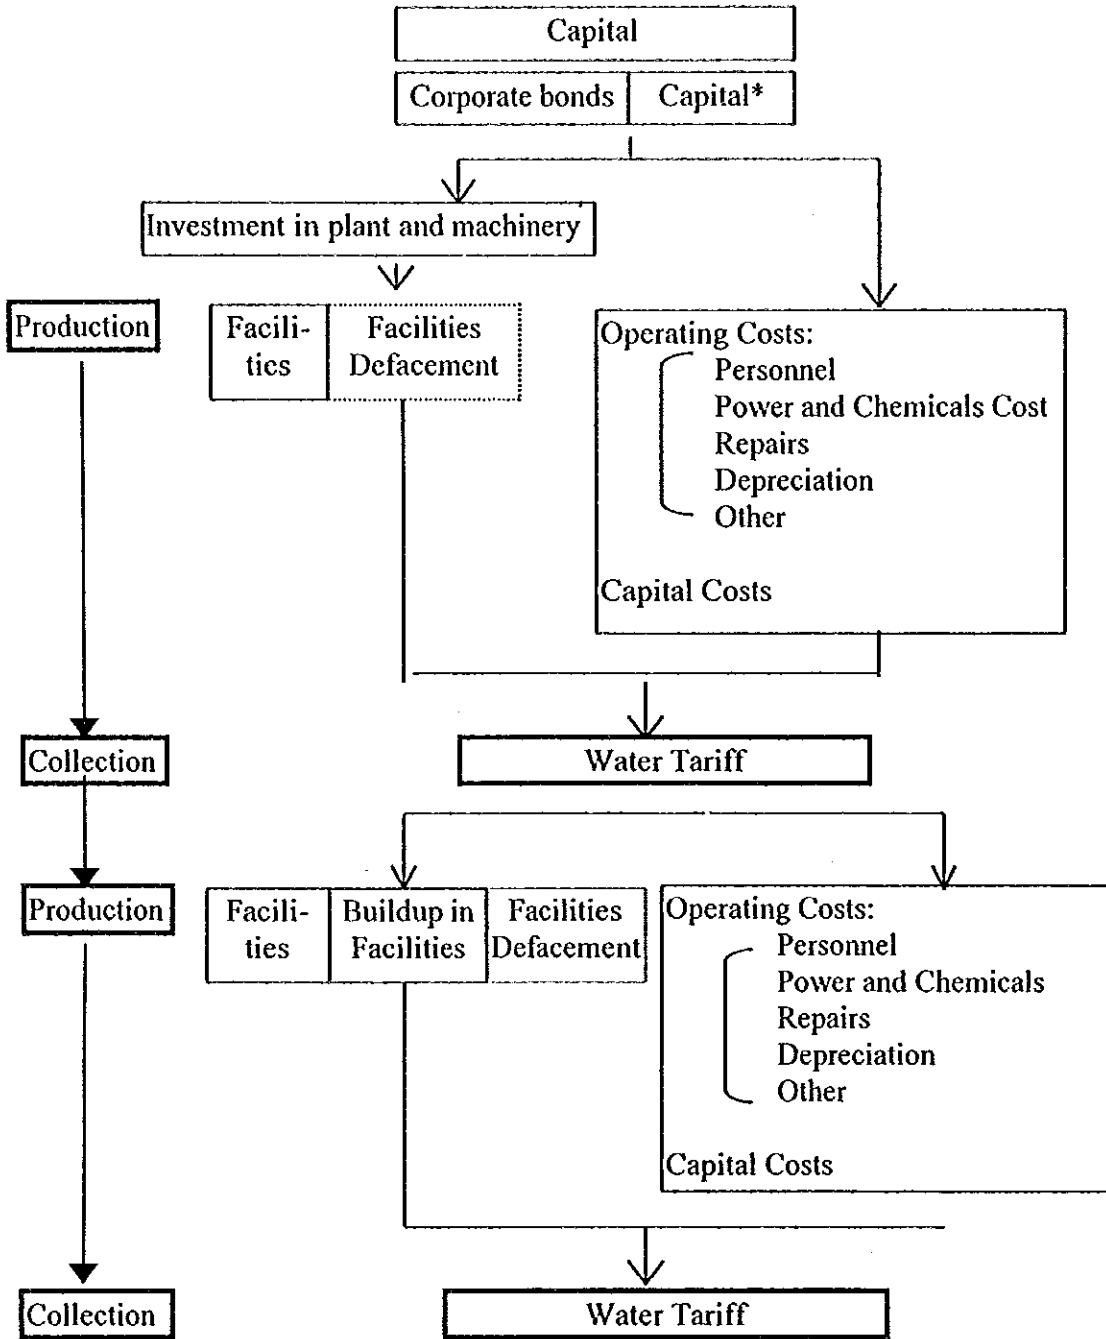 Capital
Corporate bonds
Capital*
Investment in plant and machinery
Production
Facili-
ties
Facilities
Defacement
Operating Costs:
Personnel
Power and Chemicals Cost
Repairs
Depreciation
Other
Capital Costs
Collection
Water Tariff
Production
Facili-
ties
Buildup in
Facilities
Facilities
Defacement
Operating Costs:
Personnel
Power and Chemicals
Repairs
Depreciation
Other
Capital Costs
Collection
Water Tariff